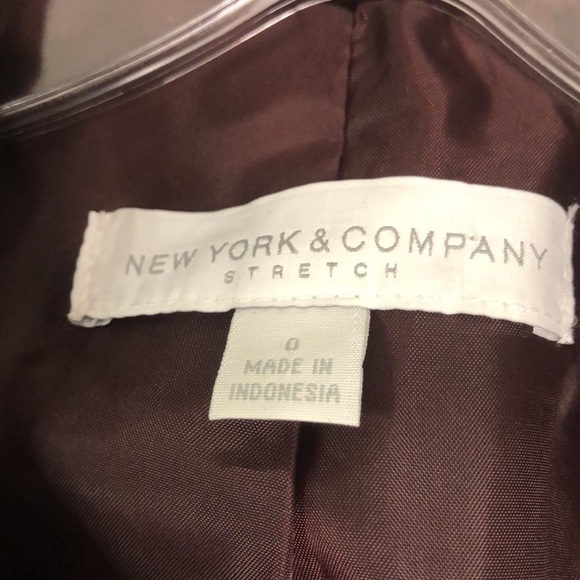 NEW YORK & COMPANY
STRETCH
0
MADE IN
INDONESIA